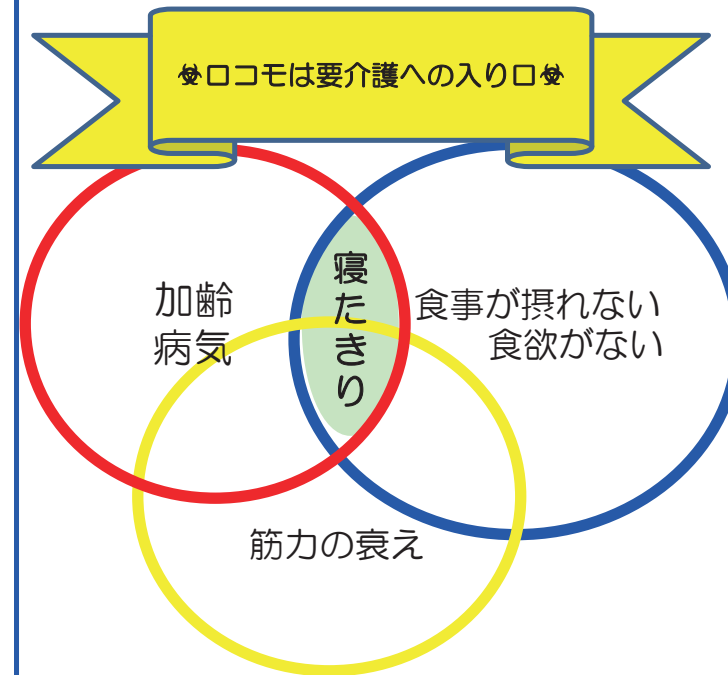 ☣ロコモは要介護への入り口☣
加齢
病気
寝たきり
食事が摂れない
食欲がない
筋力の衰え